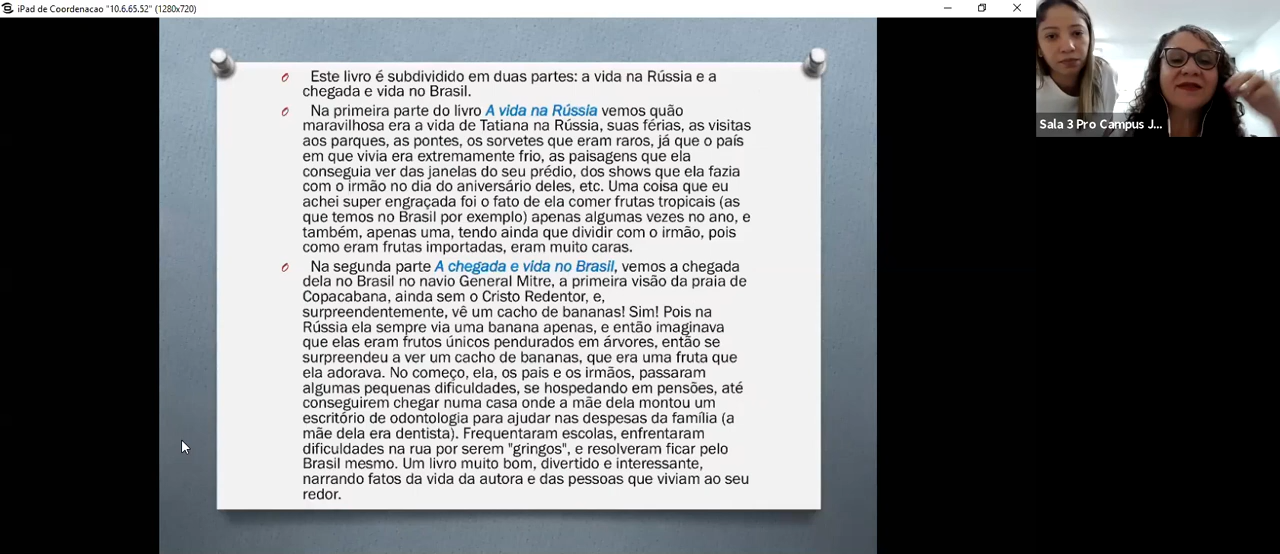 iPad de Coordenacao "10.6.65.52" (1280x720)
Este livro é subdividido em duas partes: a vida na Rússia e a
chegada e vida no Brasil.
Na primeira parte do livro A vida na Rússia vemos quão
maravilhosa era a vida de Tatiana na Rússia, suas férias, as visitas
aos parques, as pontes, os sorvetes que eram raros, já que o país
em que vivia era extremamente frio, as paisagens que ela
conseguia ver das janelas do seu prédio, dos shows que ela fazia
com o irmão no dia do aniversário deles, etc. Uma coisa que eu
achei super engraçada foi o fato de ela comer frutas tropicais (as
que temos no Brasil por exemplo) apenas algumas vezes no ano, e
também, apenas uma, tendo ainda que dividir com o irmão, pois
como eram frutas importadas, eram muito caras.
Na segunda parte A chegada e vida no Brasil, vemos a chegada
dela no Brasil no navio General Mitre, a primeira visão da praia de
Copacabana, ainda sem o Cristo Redentor, e,
surpreendentemente, vê um cacho de bananas! Sim! Pois na
Rússia ela sempre via uma banana apenas, e então imaginava
que elas eram frutos únicos pendurados em árvores, então se
surpreendeu a ver um cacho de bananas, que era uma fruta que
ela adorava. No começo, ela, os pais e os irmãos, passaram
algumas pequenas dificuldades, se hospedando em pensões, até
conseguirem chegar numa casa onde a mãe dela montou um
escritório de odontologia para ajudar nas despesas da família (a
mãe dela era dentista). Frequentaram escolas, enfrentaram
dificuldades na rua por serem "gringos", e resolveram ficar pelo
Brasil mesmo. Um livro muito bom, divertido e interessante,
narrando fatos da vida da autora e das pessoas que viviam ao seu
redor.
Sala 3 Pro Campus J...